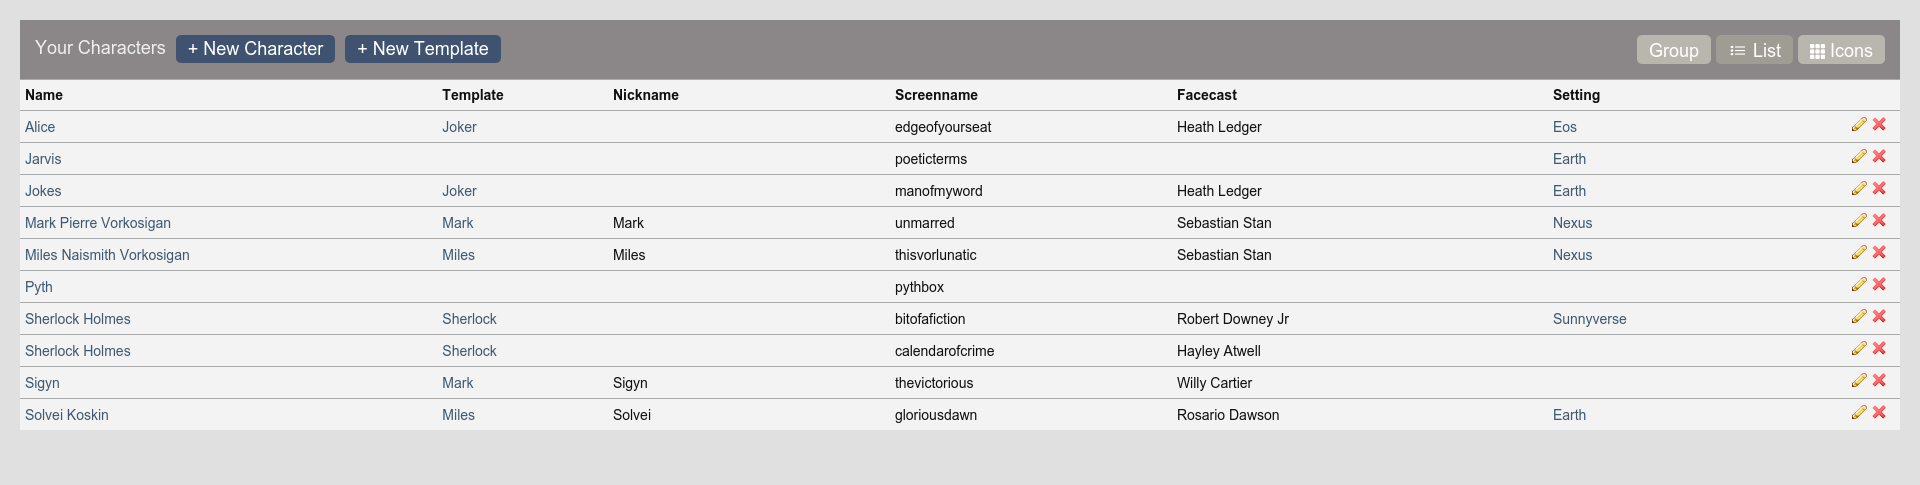 Your Characters + New Character + New Template Group List Icons
Name Template Nickname Screenname Facecast Setting
Alice Joker edgeofyourseat Heath Ledger Eos
Jarvis poeticterms Earth
Jokes Joker manofmyword Heath Ledger Earth
Mark Pierre Vorkosigan Mark Mark unmarred Sebastian Stan Nexus
Miles Naismith Vorkosigan Miles Miles thisvorlunatic Sebastian Stan Nexus
Pyth pythbox
Sherlock Holmes Sherlock bitofafiction Robert Downey Jr Sunnyverse
Sherlock Holmes Sherlock calendarofcrime Hayley Atwell
Sigyn Mark Sigyn thevictorious Willy Cartier
Solvei Koskin Miles Solvei gloriousdawn Rosario Dawson Earth